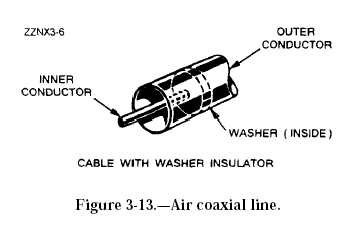 ZZNX3-6
OUTER
CONDUCTOR
INNER
CONDUCTOR
WASHER (INSIDE)
CABLE WITH WASHER INSULATOR
Figure 3-13.—Air coaxial line.